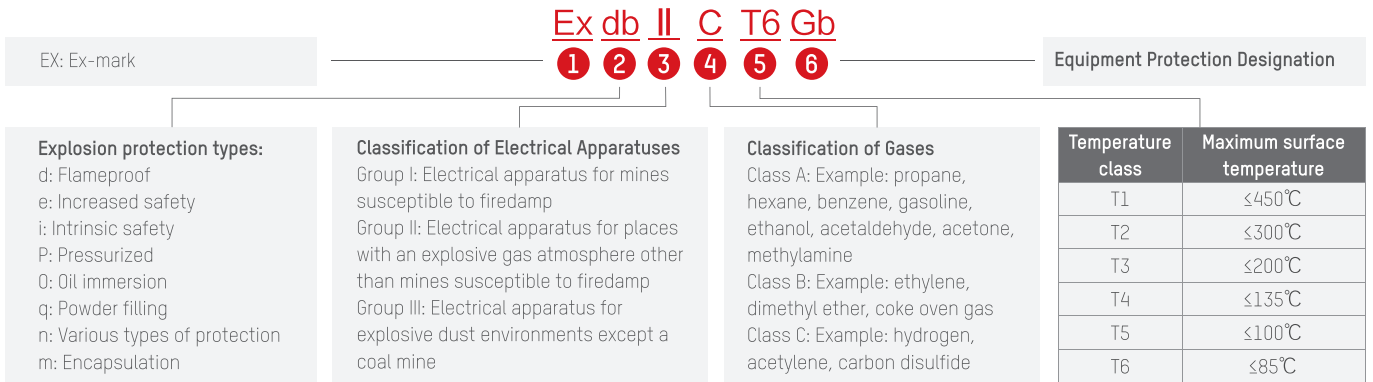 Ex db Ⅱ C T6 Gb
1 2 3 4 5 6
EX: Ex-mark
Equipment Protection Designation
Explosion protection types:
d: Flameproof
e: Increased safety
i: Intrinsic safety
P: Pressurized
O: Oil immersion
q: Powder filling
n: Various types of protection
m: Encapsulation
Classification of Electrical Apparatuses
Group I: Electrical apparatus for mines
susceptible to firedamp
Group II: Electrical apparatus for places
with an explosive gas atmosphere other
than mines susceptible to firedamp
Group III: Electrical apparatus for
explosive dust environments except a
coal mine
Classification of Gases
Class A: Example: propane,
hexane, benzene, gasoline,
ethanol, acetaldehyde, acetone,
methylamine
Class B: Example: ethylene,
dimethyl ether, coke oven gas
Class C: Example: hydrogen,
acetylene, carbon disulfide
Temperature class Maximum surface temperature
T1 ≤450℃
T2 ≤300℃
T3 ≤200℃
T4 ≤135℃
T5 ≤100℃
T6 ≤85℃